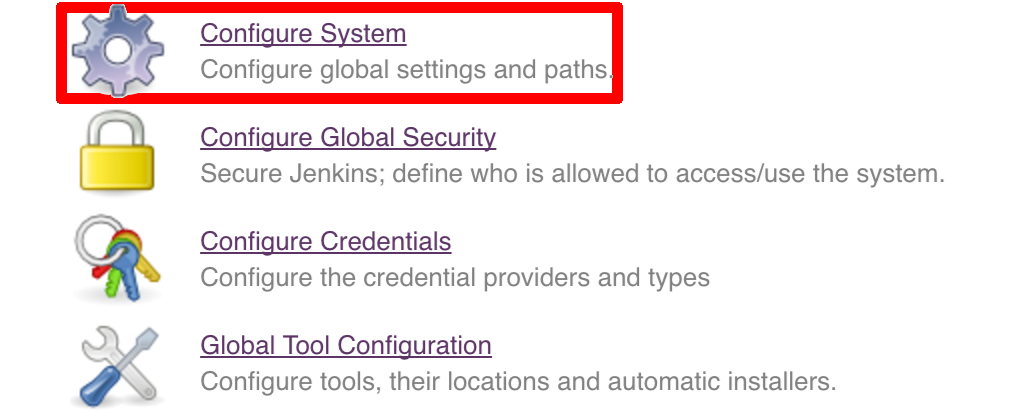 Configure System
Configure global settings and paths.
Configure Global Security
Secure Jenkins; define who is allowed to access/use the system.
Configure Credentials
Configure the credential providers and types
Global Tool Configuration
Configure tools, their locations and automatic installers.